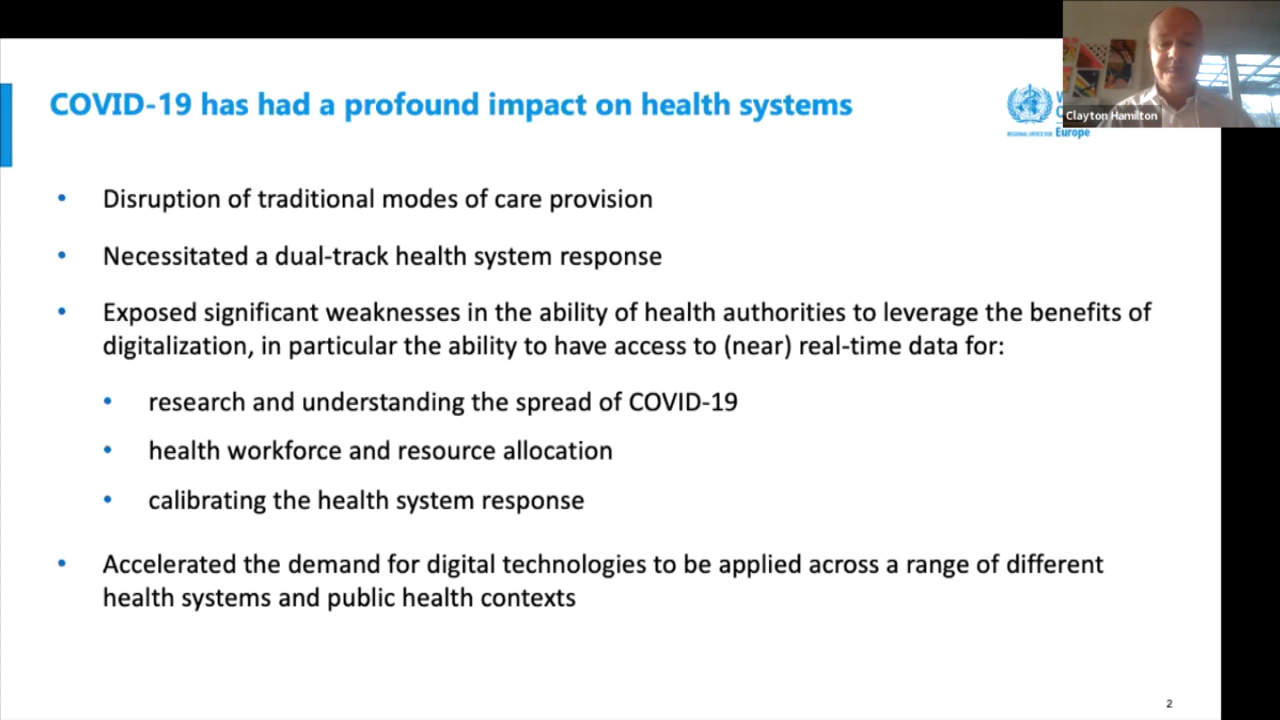 COVID-19 has had a profound impact on health systems
REGIONAL OFFICE FOR Europe
Clayton Hamilton
• Disruption of traditional modes of care provision
• Necessitated a dual-track health system response
• Exposed significant weaknesses in the ability of health authorities to leverage the benefits of
digitalization, in particular the ability to have access to (near) real-time data for:
• research and understanding the spread of COVID-19
• health workforce and resource allocation
• calibrating the health system response
• Accelerated the demand for digital technologies to be applied across a range of different
health systems and public health contexts
2